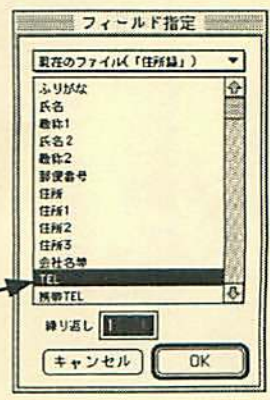 フィールド指定
現在のファイル(「住所録」)
ふりがな
氏名
敬称1
氏名2
敬称2
郵便番号
住所
住所1
住所2
住所3
会社名等
TEL
携帯TEL
繰り返し 1
キャンセル
OK